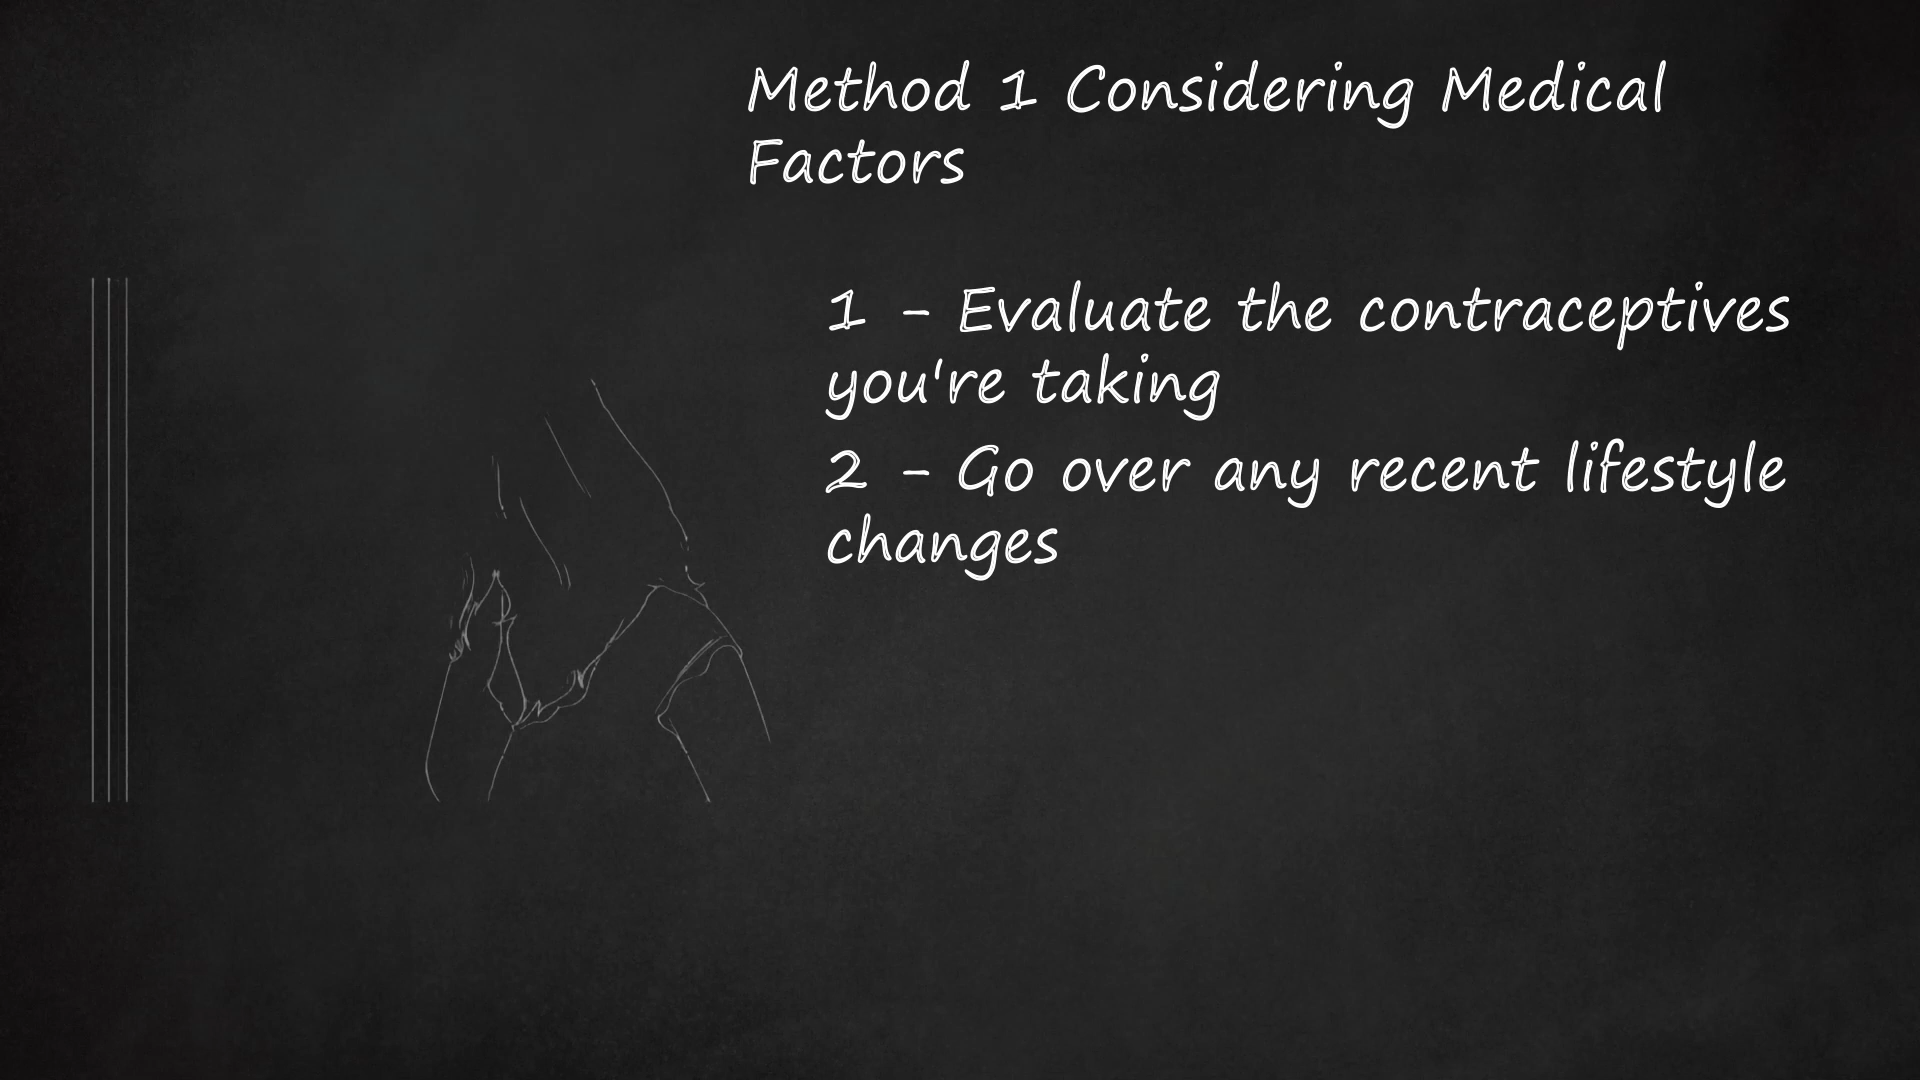 Method 1 Considering Medical
Factors
1 - Evaluate the contraceptives
you're taking
2 - Go over any recent lifestyle
changes